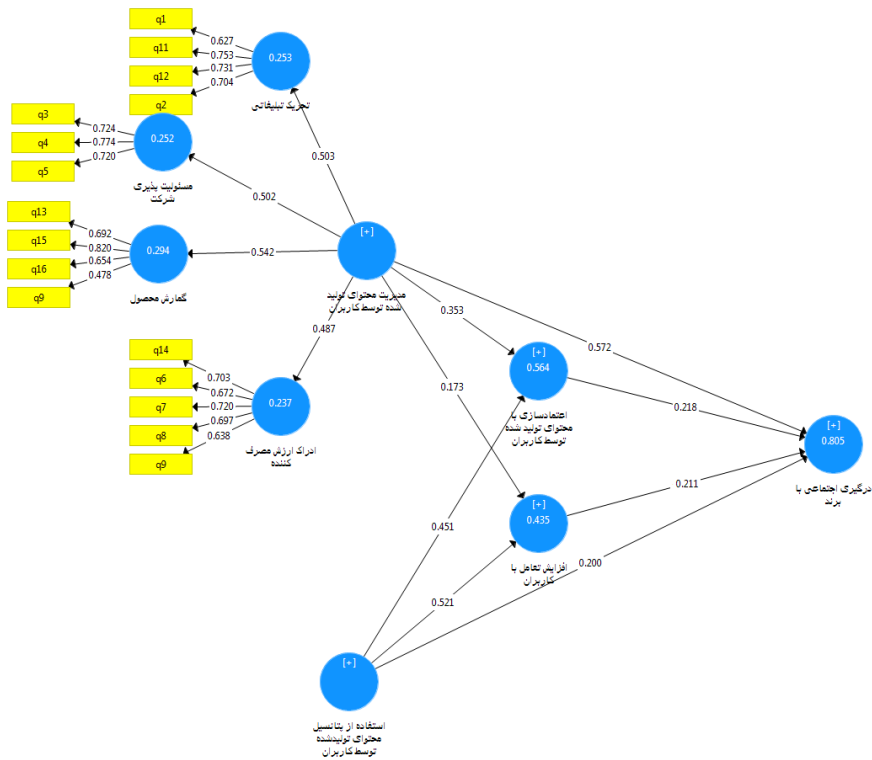 q1
q11
q12
q2
0.627
0.753
0.731
0.704
0.253
تحریک تبلیغاتی
q3
q4
q5
0.724
0.774
0.720
0.252
مسئولیت پذیری
شرکت
q13
q15
q16
q9
0.692
0.820
0.654
0.478
0.294
گمارش محصول
q14
q6
q7
q8
q9
0.703
0.672
0.720
0.697
0.638
0.237
ادراک ارزش مصرف
کننده
0.503
0.502
0.542
0.487
[+]
مدیریت محتوای تولید
شده توسط کاربران
0.353
0.572
0.173
[+]
0.564
اعتمادسازی با
محتوای تولید شده
توسط کاربران
0.218
[+]
0.805
درگیری اجتماعی با
برند
0.451
[+]
0.435
افزایش تعامل با
کاربران
0.211
0.200
0.521
[+]
استفاده از پتانسیل
محتوای تولیدشده
توسط کاربران